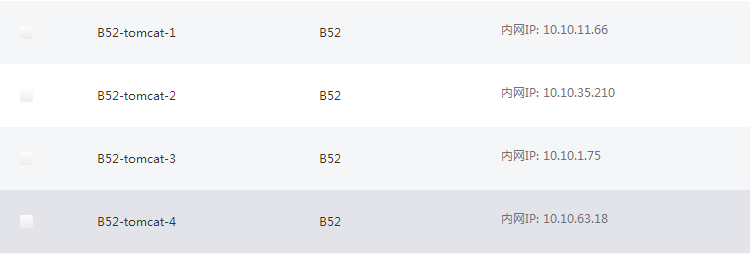 B52-tomcat-1 B52 内网IP: 10.10.11.66
B52-tomcat-2 B52 内网IP: 10.10.35.210
B52-tomcat-3 B52 内网IP: 10.10.1.75
B52-tomcat-4 B52 内网IP: 10.10.63.18